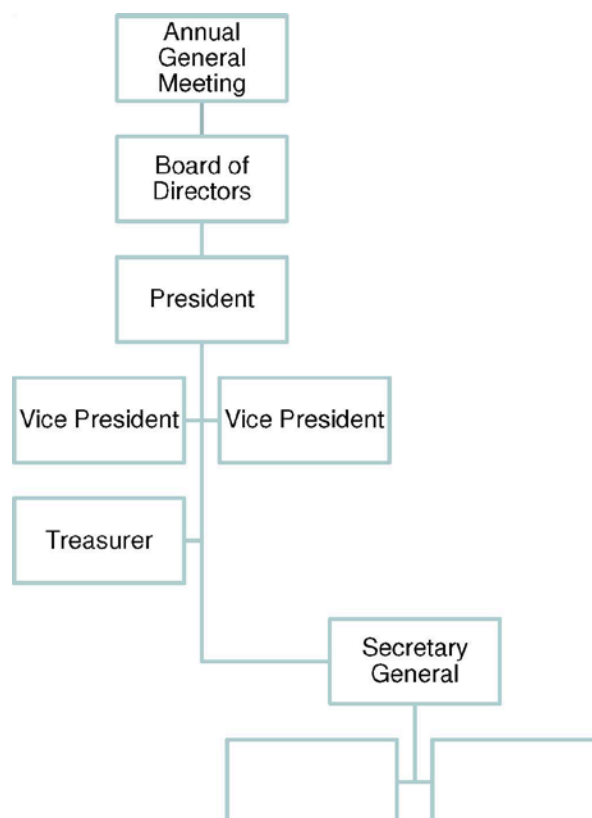 Annual
General
Meeting
Board of
Directors
President
Vice President
Vice President
Treasurer
Secretary
General